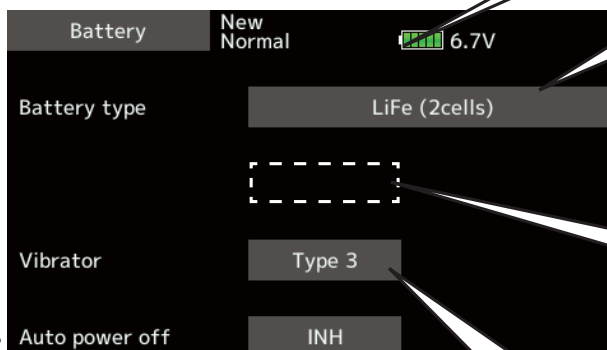 Battery
New
Normal
6.7V
Battery type
LiFe (2cells)
Vibrator
Type 3
Auto power off
INH